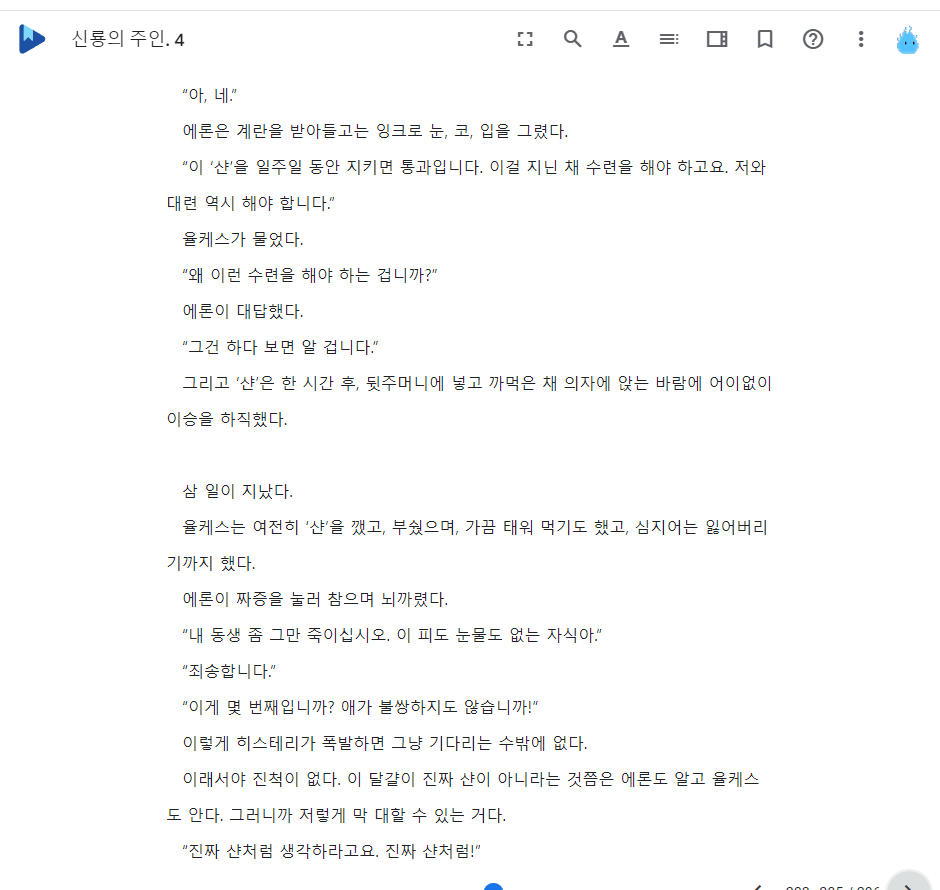 신룡의 주인. 4
“아, 네.”
에론은 계란을 받아들고는 잉크로 눈, 코, 입을 그렸다.
“이 ‘샨’을 일주일 동안 지키면 통과입니다. 이걸 지닌 채 수련을 해야 하고요. 저와
대련 역시 해야 합니다.”
율케스가 물었다.
“왜 이런 수련을 해야 하는 겁니까?”
에론이 대답했다.
“그건 하다 보면 알 겁니다.”
그리고 ‘샨’은 한 시간 후, 뒷주머니에 넣고 까먹은 채 의자에 앉는 바람에 어이없이
이승을 하직했다.
삼 일이 지났다.
율케스는 여전히 ‘샨’을 깼고, 부쉈으며, 가끔 태워 먹기도 했고, 심지어는 잃어버리
기까지 했다.
에론이 짜증을 눌러 참으며 뇌까렸다.
“내 동생 좀 그만 죽이십시오. 이 피도 눈물도 없는 자식아.”
“죄송합니다.”
“이게 몇 번째입니까? 애가 불쌍하지도 않습니까!”
이렇게 히스테리가 폭발하면 그냥 기다리는 수밖에 없다.
이래서야 진척이 없다. 이 달걀이 진짜 샨이 아니라는 것쯤은 에론도 알고 율케스
도 안다. 그러니까 저렇게 막 대할 수 있는 거다.
“진짜 샨처럼 생각하라고요. 진짜 샨처럼!”